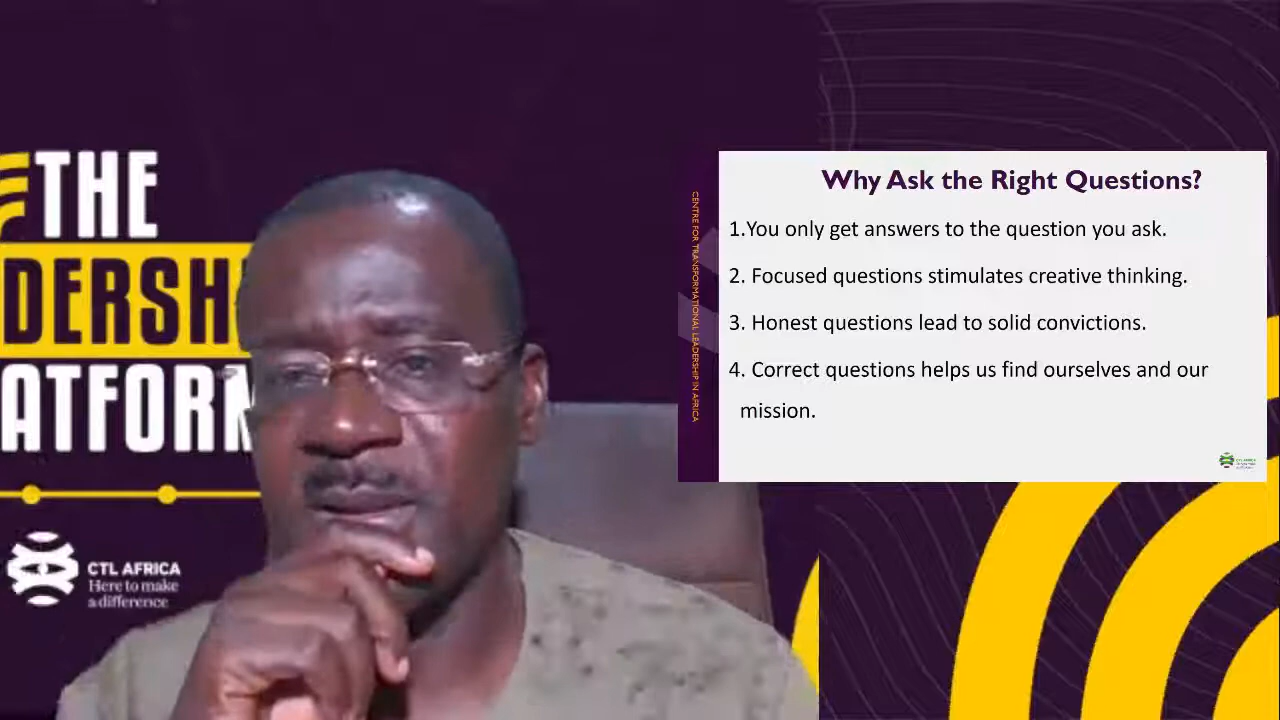 THE
DERSH
ATFORM
CTL AFRICA
Here to make
a difference
CENTRE FOR TRANSFORMATIONAL LEADERSHIP IN AFRICA
Why Ask the Right Questions?
1.You only get answers to the question you ask.
2. Focused questions stimulates creative thinking.
3. Honest questions lead to solid convictions.
4. Correct questions helps us find ourselves and our
mission.
CTL AFRICA